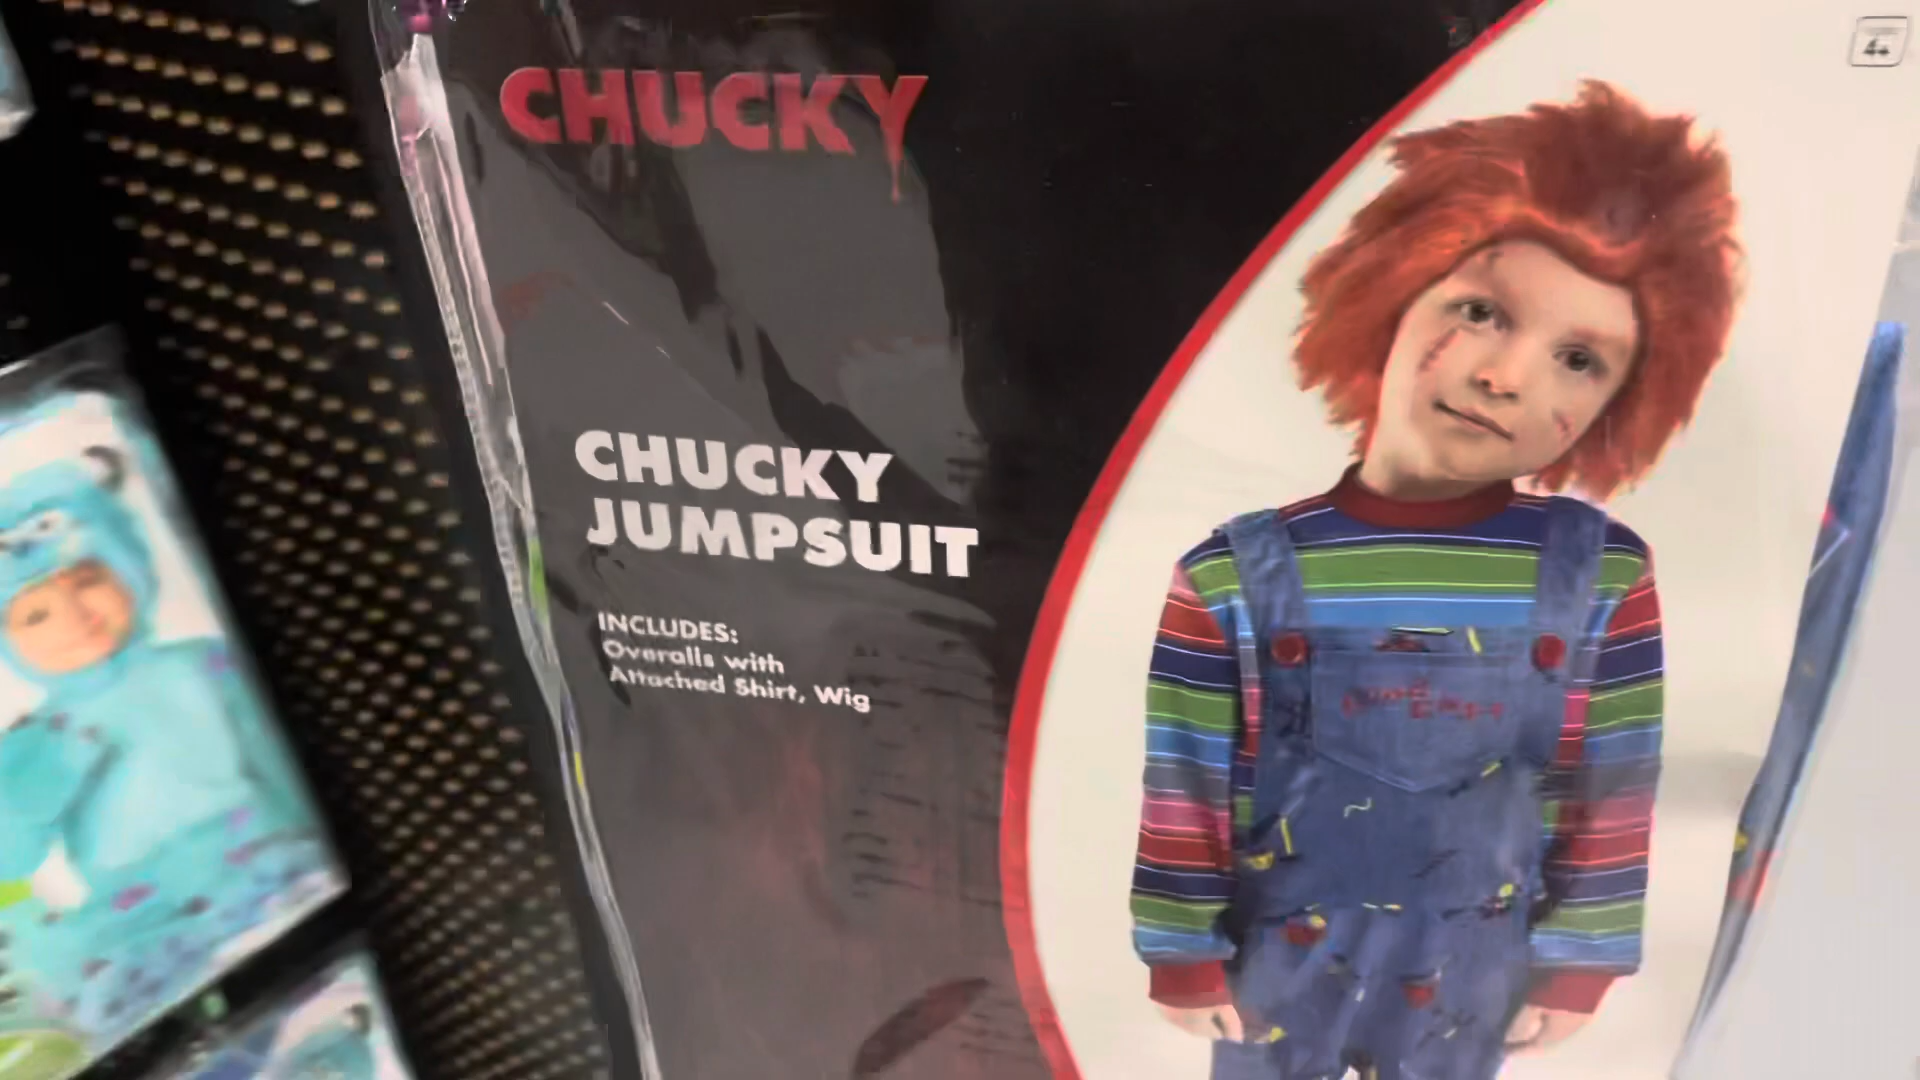 CHUCKY
CHUCKY
JUMPSUIT
INCLUDES:
Overalls with
Attached Shirt, Wig
4+